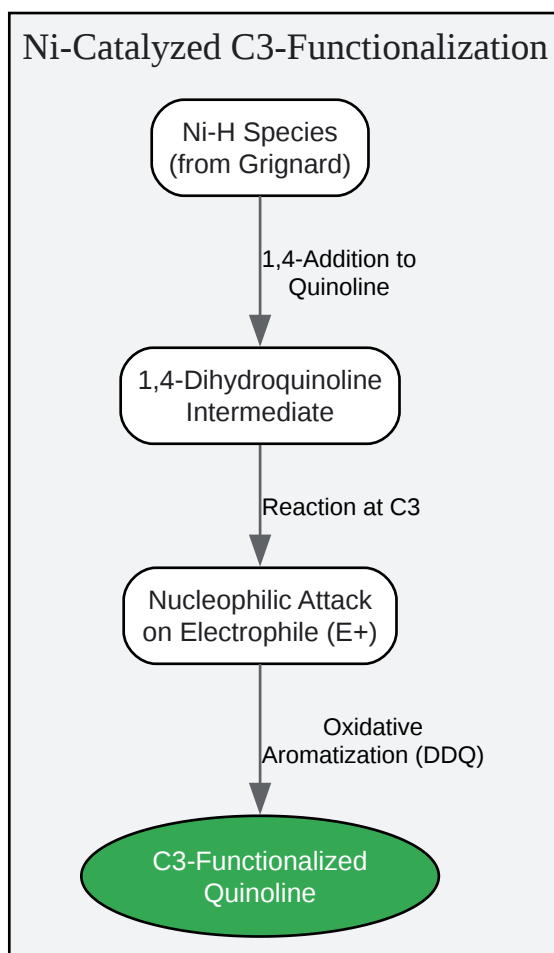 Ni-Catalyzed C3-Functionalization
Ni-H Species
(from Grignard)
1,4-Addition to
Quinoline
1,4-Dihydroquinoline
Intermediate
Reaction at C3
Nucleophilic Attack
on Electrophile (E+)
Oxidative
Aromatization (DDQ)
C3-Functionalized
Quinoline